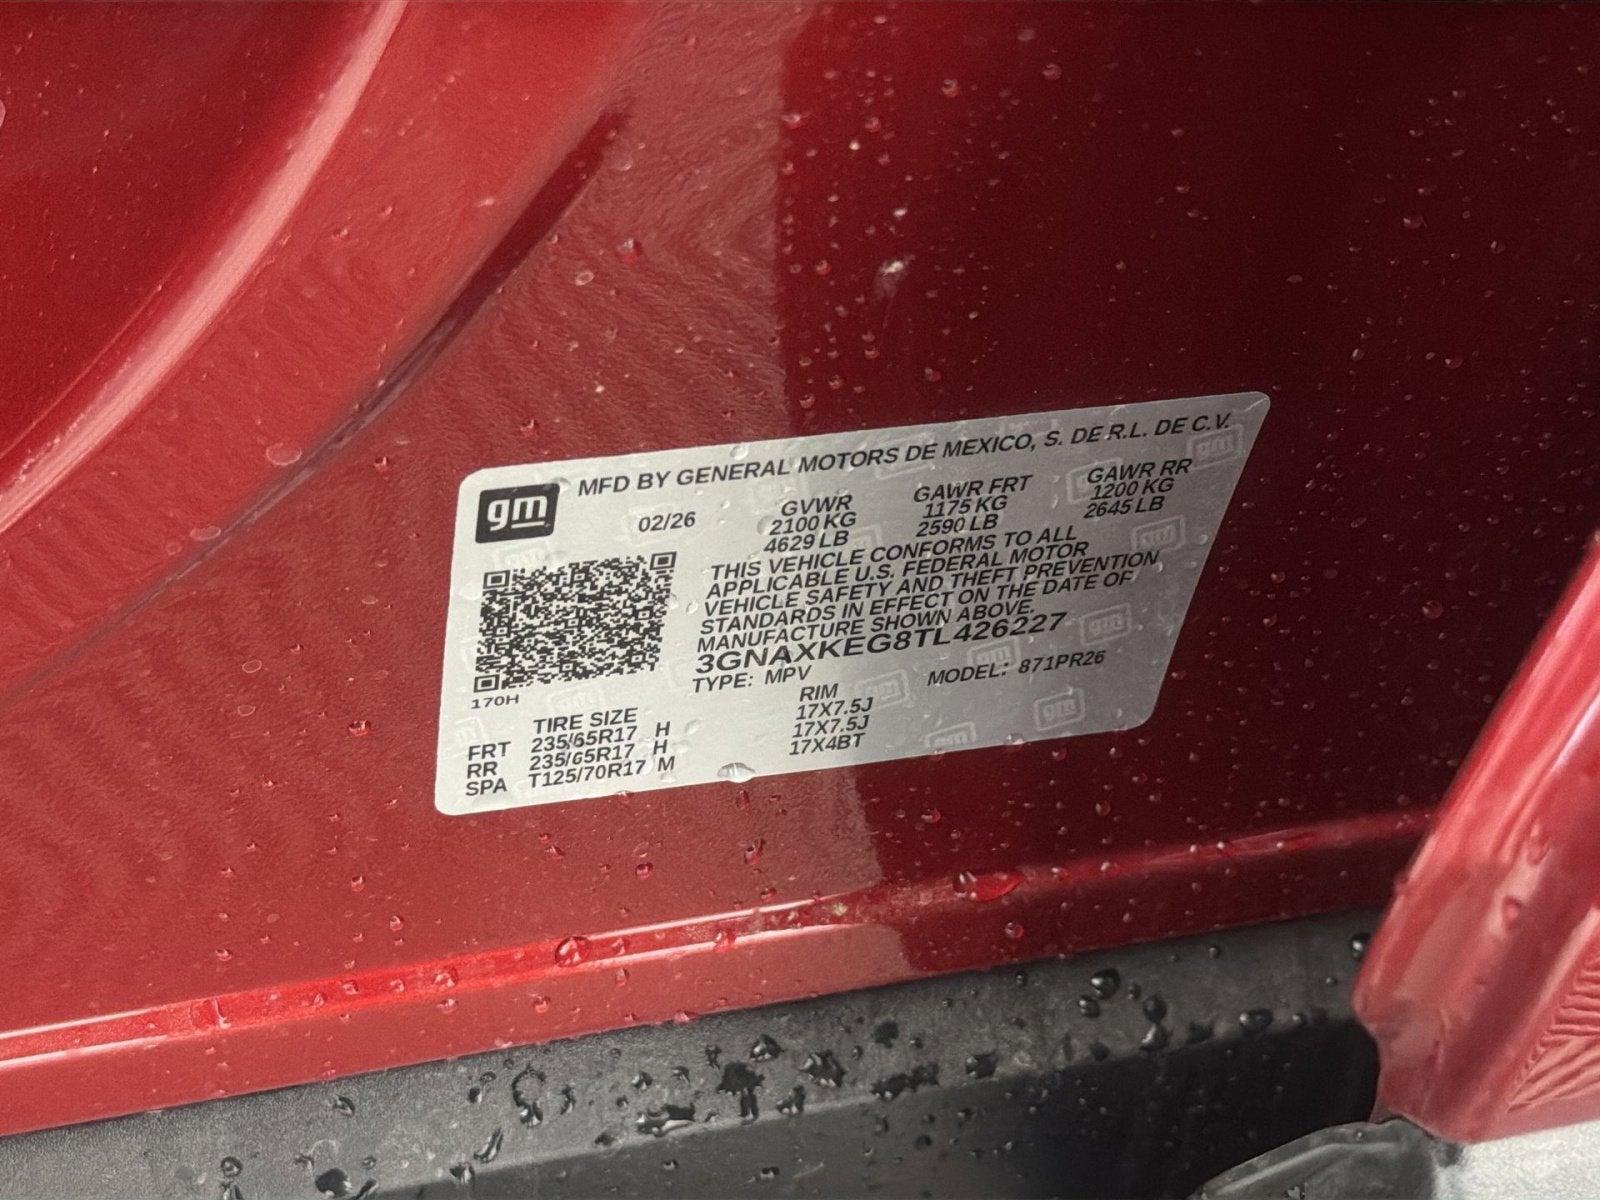 gm
MFD BY GENERAL MOTORS DE MEXICO, S. DE R.L. DE C.V.
02/26
GVWR
2100 KG
4629 LB
GAWR FRT
1175 KG
2590 LB
GAWR RR
1200 KG
2645 LB
THIS VEHICLE CONFORMS TO ALL
APPLICABLE U.S. FEDERAL MOTOR
VEHICLE SAFETY AND THEFT PREVENTION
STANDARDS IN EFFECT ON THE DATE OF
MANUFACTURE SHOWN ABOVE.
3GNAXKEG8TL426227
TYPE: MPV MODEL: 871PR26
170H
TIRE SIZE RIM
FRT 235/65R17 H 17X7.5J
RR 235/65R17 H 17X7.5J
SPA T125/70R17 M 17X4BT